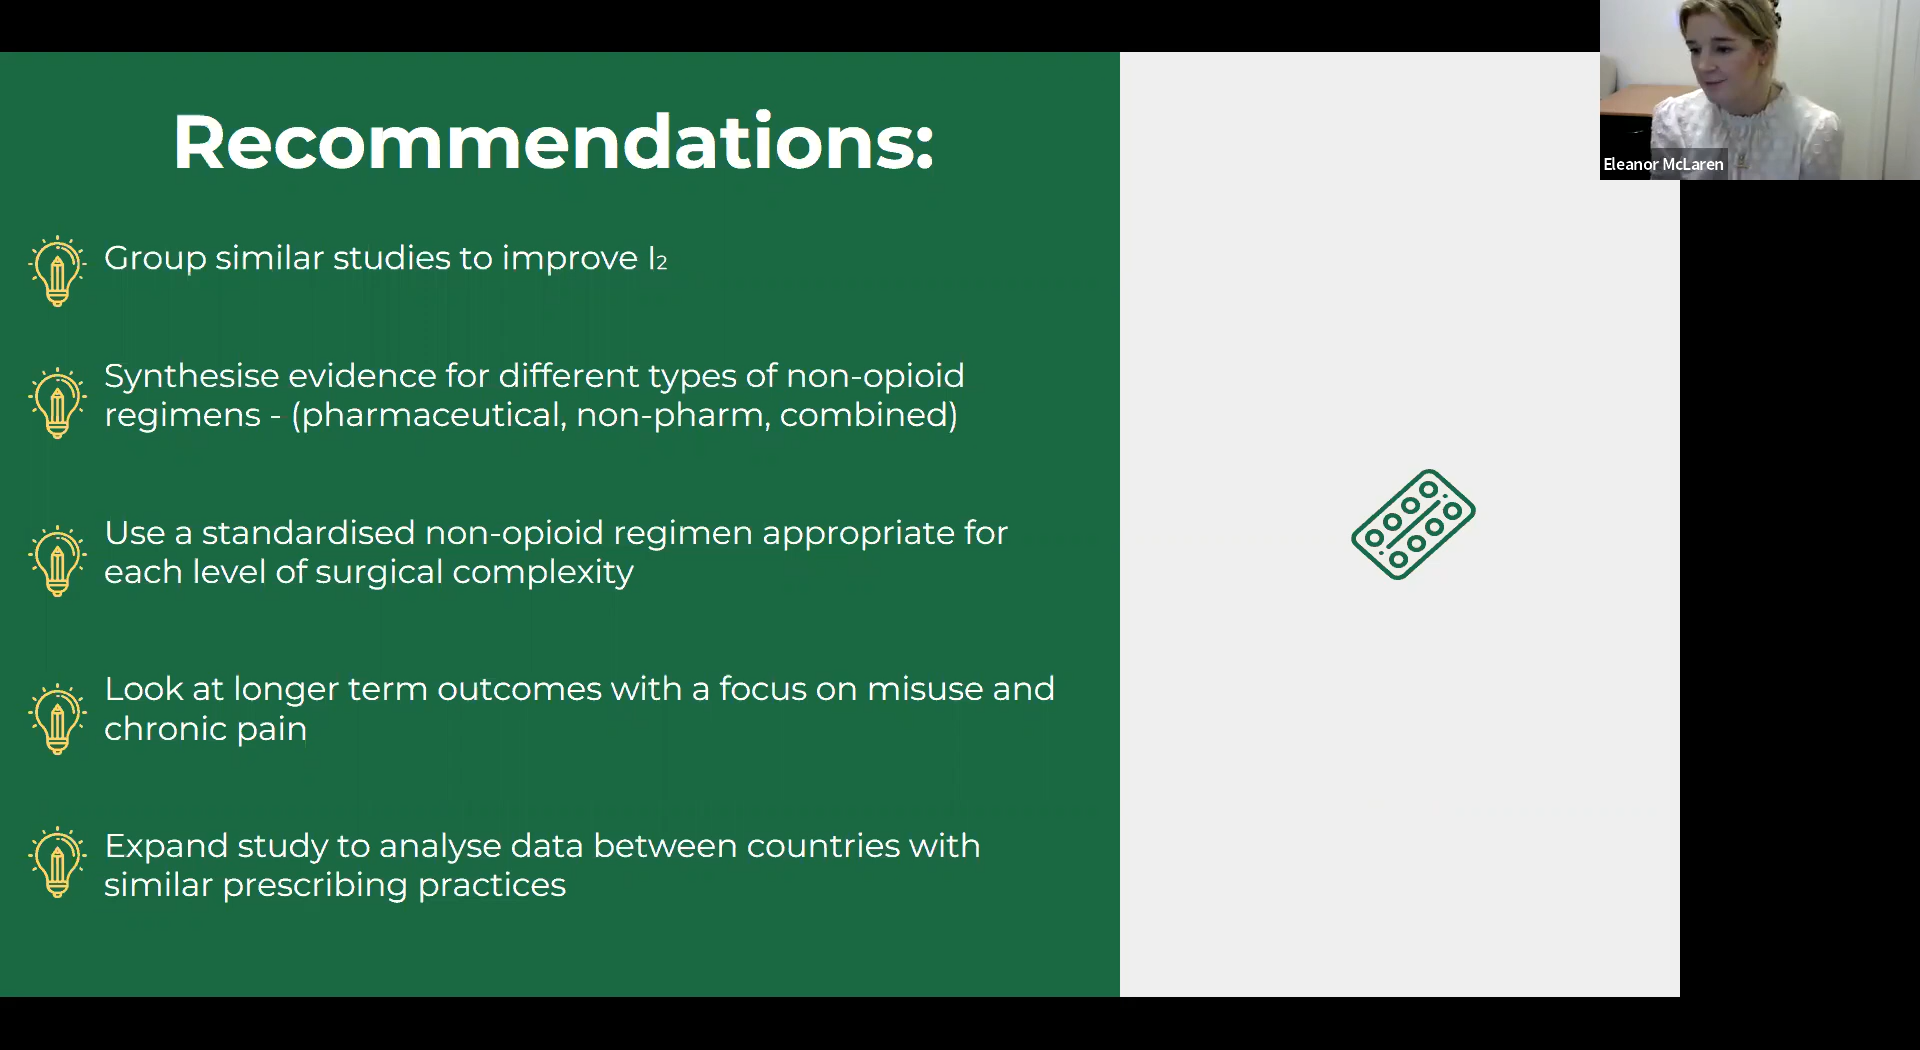 Recommendations:
Group similar studies to improve I₂
Synthesise evidence for different types of non-opioid
regimens - (pharmaceutical, non-pharm, combined)
Use a standardised non-opioid regimen appropriate for
each level of surgical complexity
Look at longer term outcomes with a focus on misuse and
chronic pain
Expand study to analyse data between countries with
similar prescribing practices
Eleanor McLaren